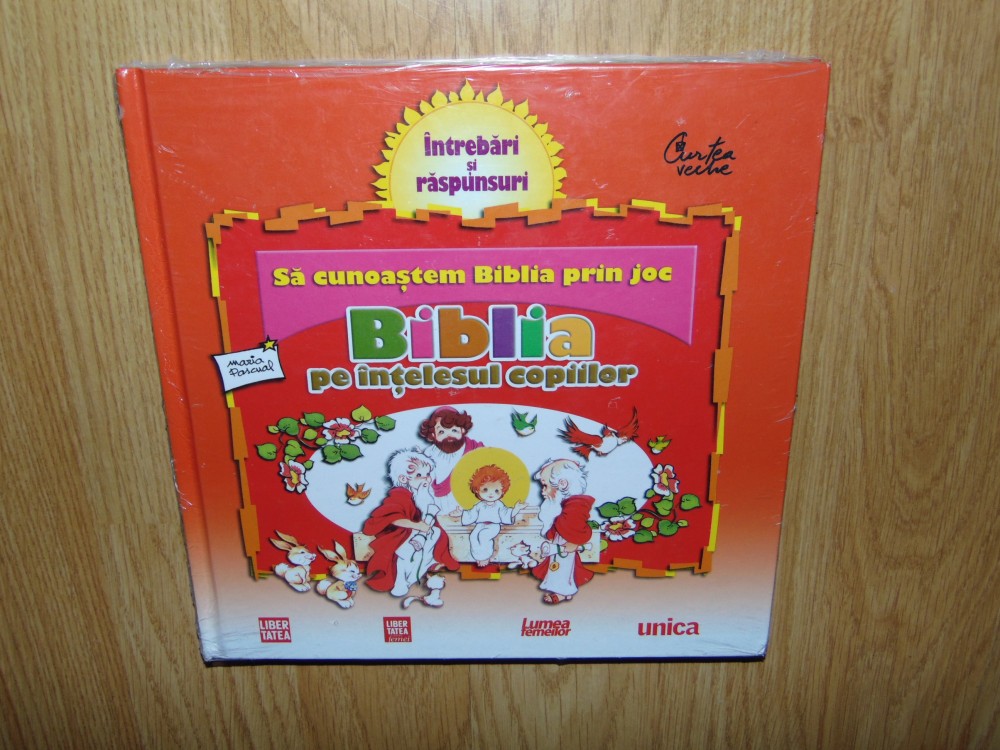 Întrebări
și
răspunsuri
Curtea
veche
Să cunoaștem Biblia prin joc
Biblia
pe înțelesul copiilor
Maria
Pascual
LIBER
TATEA
LIBER
TATEA
femei
Lumea
femeilor
unica